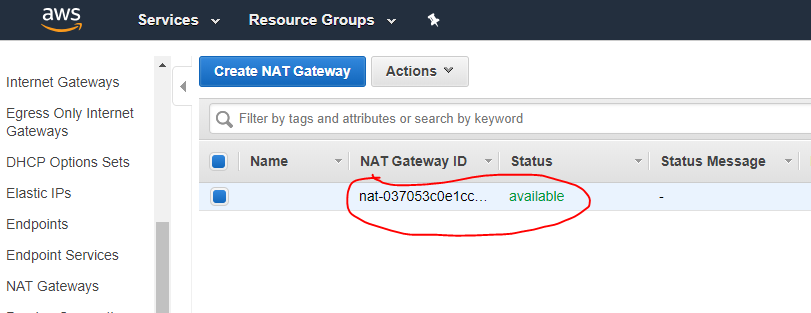 aws Services Resource Groups
Internet Gateways
Egress Only Internet
Gateways
DHCP Options Sets
Elastic IPs
Endpoints
Endpoint Services
NAT Gateways
Create NAT Gateway Actions
Filter by tags and attributes or search by keyword
Name NAT Gateway ID Status Status Message
nat-037053c0e1cc... available -